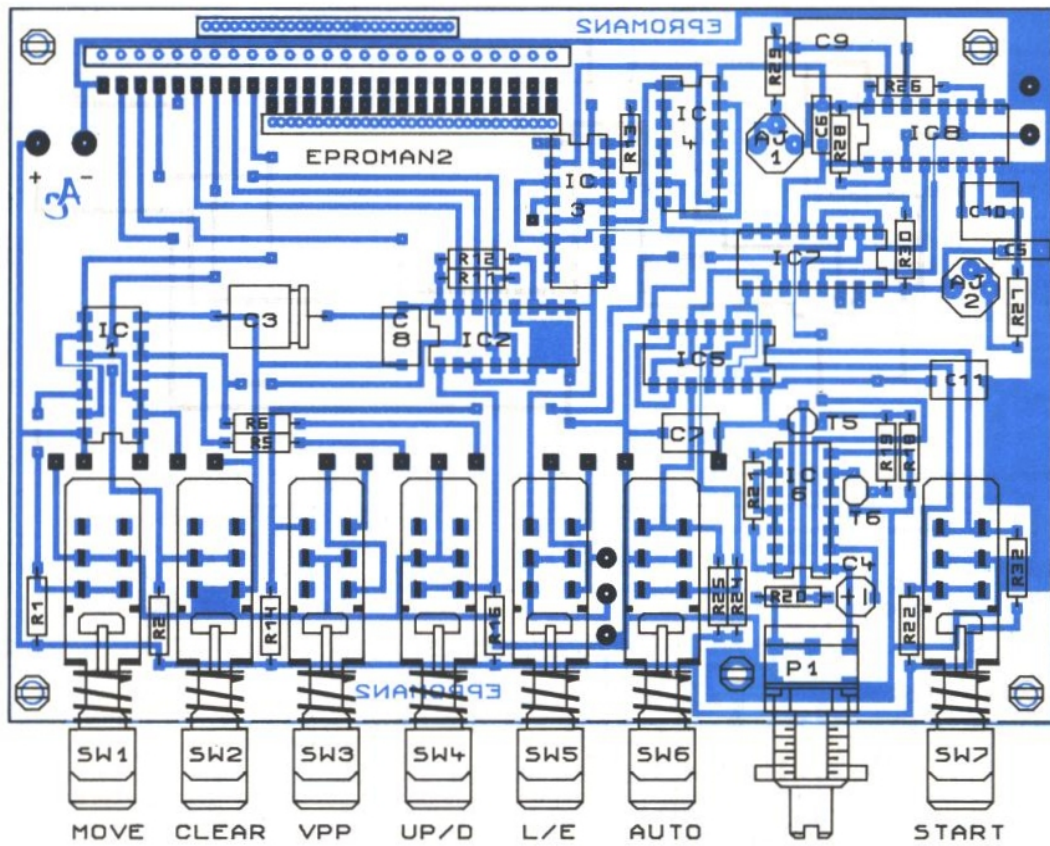 EPROMAN2
C9
R29
R26
IC
4
AJ
1
C6
R28
IC8
R13
EPROMAN2
IC
3
+ -
3A
C10
C5
IC7
R30
R12
R11
AJ
2
R27
IC
1
C3
C
8
IC2
IC5
C11
R6
R5
C7
T5
R19
R18
R21
IC
6
T6
R1
R2
R14
R16
R25
R24
R20
C4
+
R22
R32
P1
EPROMAN2
SW1 SW2 SW3 SW4 SW5 SW6 SW7
MOVE CLEAR VPP UP/D L/E AUTO START